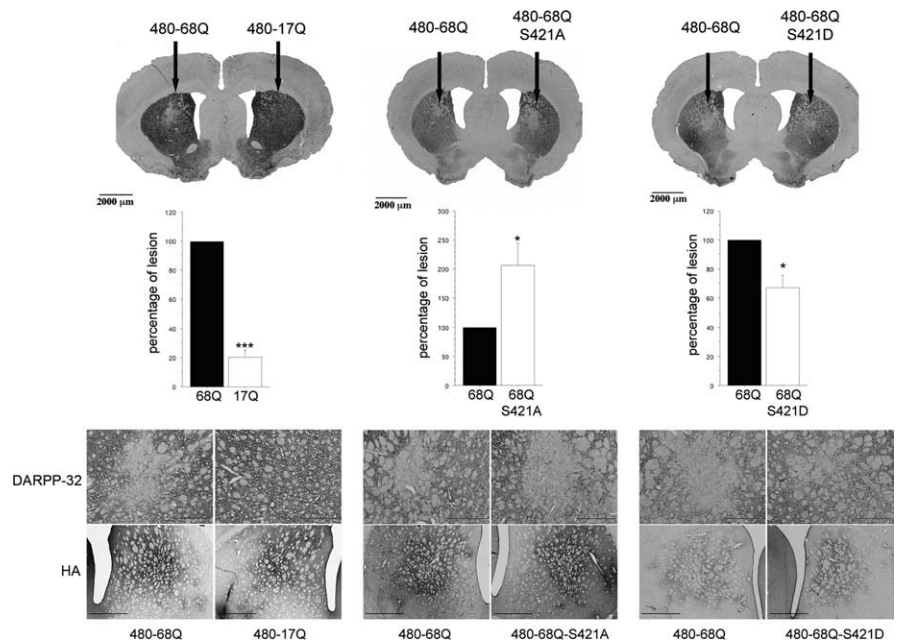 480-68Q 480-17Q
480-68Q 480-68Q S421A
480-68Q 480-68Q S421D
2000 µm
2000 µm
2000 µm
percentage of lesion
120
100
80
60
40
20
0
***
68Q 17Q
percentage of lesion
300
250
200
150
100
50
0
*
68Q 68Q S421A
percentage of lesion
120
100
80
60
40
20
0
*
68Q 68Q S421D
DARPP-32
HA
480-68Q 480-17Q 480-68Q 480-68Q-S421A 480-68Q 480-68Q-S421D